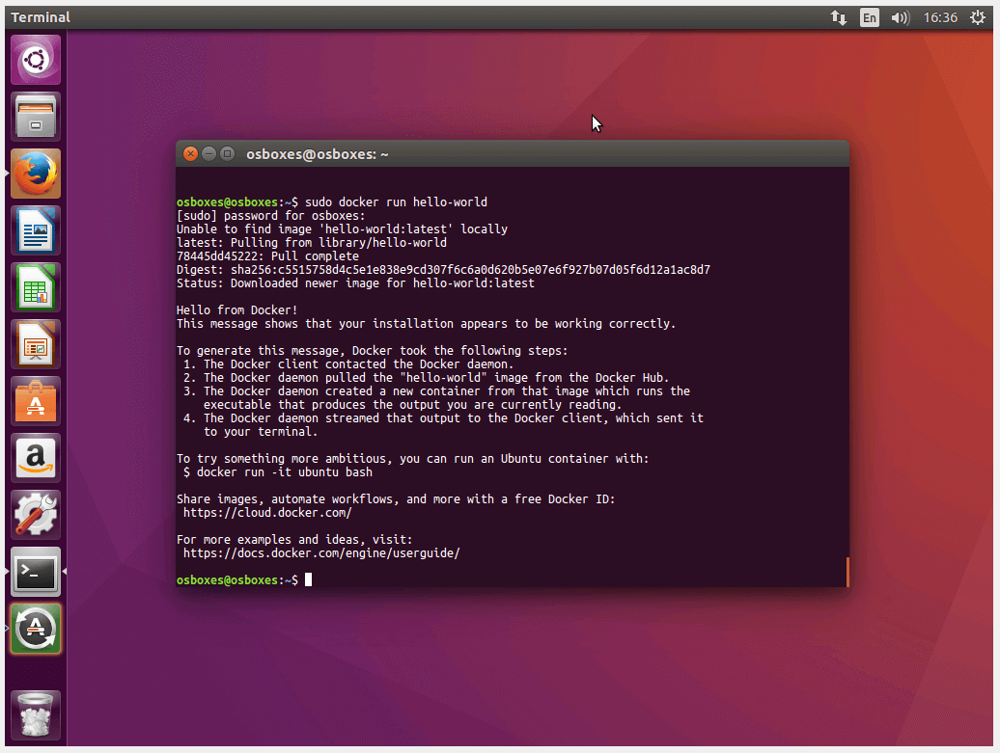 Terminal
En
16:36
osboxes@osboxes: ~
osboxes@osboxes:~$ sudo docker run hello-world
[sudo] password for osboxes:
Unable to find image 'hello-world:latest' locally
latest: Pulling from library/hello-world
78445dd45222: Pull complete
Digest: sha256:c5515758d4c5e1e838e9cd307f6c6a0d620b5e07e6f927b07d05f6d12a1ac8d7
Status: Downloaded newer image for hello-world:latest
Hello from Docker!
This message shows that your installation appears to be working correctly.
To generate this message, Docker took the following steps:
1. The Docker client contacted the Docker daemon.
2. The Docker daemon pulled the "hello-world" image from the Docker Hub.
3. The Docker daemon created a new container from that image which runs the
executable that produces the output you are currently reading.
4. The Docker daemon streamed that output to the Docker client, which sent it
to your terminal.
To try something more ambitious, you can run an Ubuntu container with:
$ docker run -it ubuntu bash
Share images, automate workflows, and more with a free Docker ID:
https://cloud.docker.com/
For more examples and ideas, visit:
https://docs.docker.com/engine/userguide/
osboxes@osboxes:~$